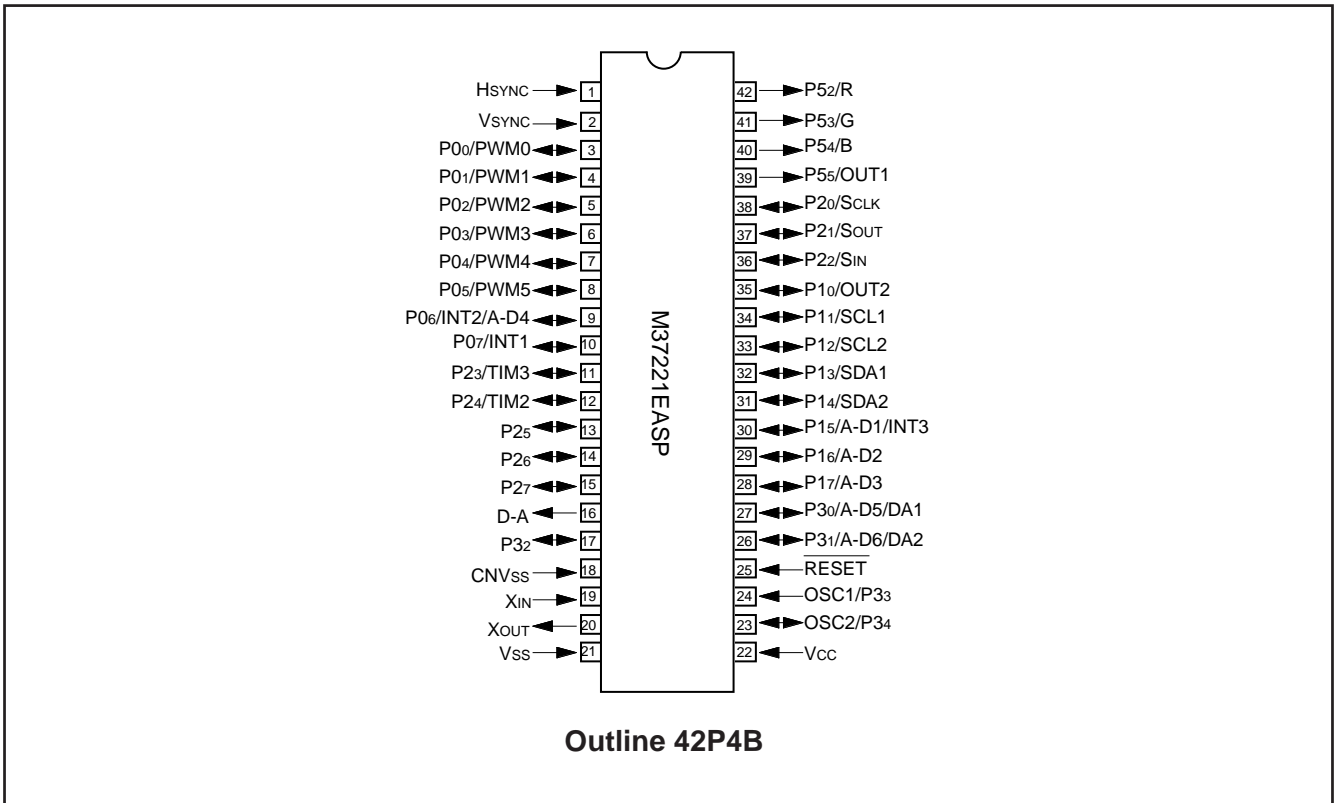 HSYNC 1
VSYNC 2
P00/PWM0 3
P01/PWM1 4
P02/PWM2 5
P03/PWM3 6
P04/PWM4 7
P05/PWM5 8
P06/INT2/A-D4 9
P07/INT1 10
P23/TIM3 11
P24/TIM2 12
P25 13
P26 14
P27 15
D-A 16
P32 17
CNVSS 18
XIN 19
XOUT 20
VSS 21
M37221EASP
42 P52/R
41 P53/G
40 P54/B
39 P55/OUT1
38 P20/SCLK
37 P21/SOUT
36 P22/SIN
35 P10/OUT2
34 P11/SCL1
33 P12/SCL2
32 P13/SDA1
31 P14/SDA2
30 P15/A-D1/INT3
29 P16/A-D2
28 P17/A-D3
27 P30/A-D5/DA1
26 P31/A-D6/DA2
25 RESET
24 OSC1/P33
23 OSC2/P34
22 VCC
Outline 42P4B